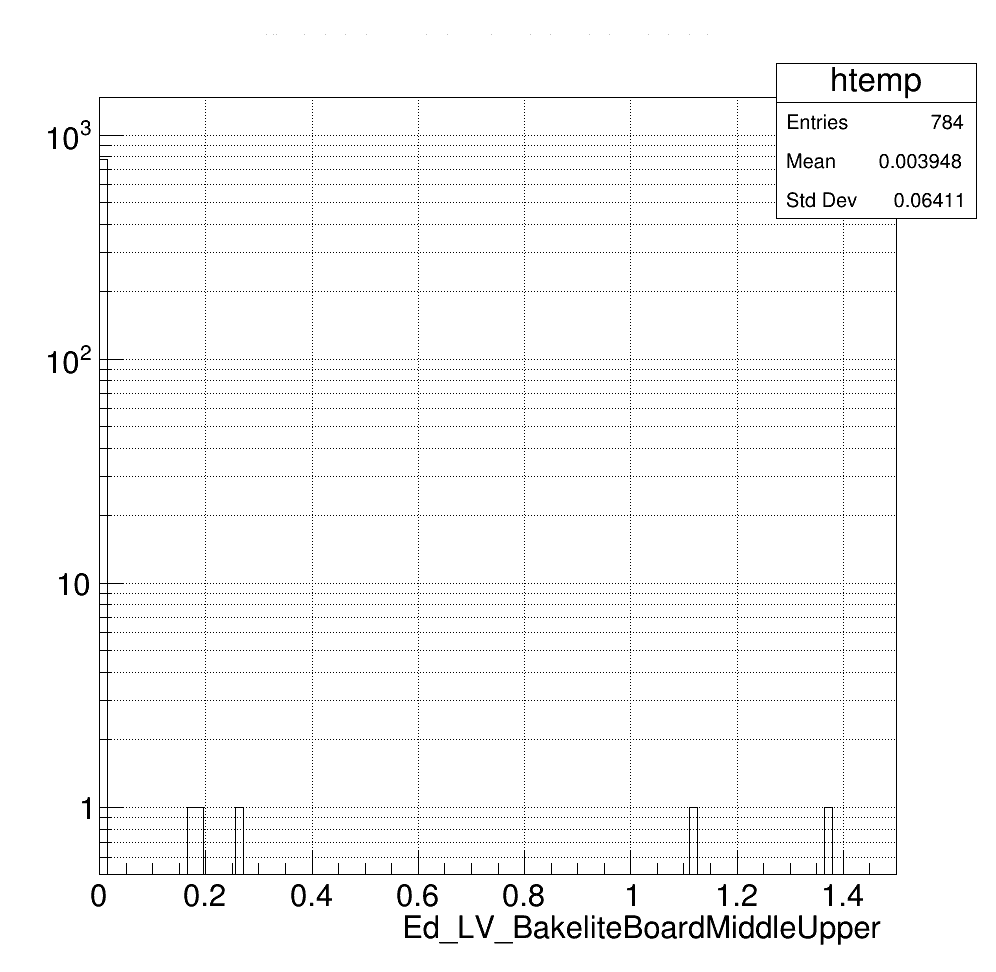 htemp
Entries 784
Mean 0.003948
Std Dev 0.06411
10³
10²
10
1
0 0.2 0.4 0.6 0.8 1 1.2 1.4
Ed_LV_BakeliteBoardMiddleUpper